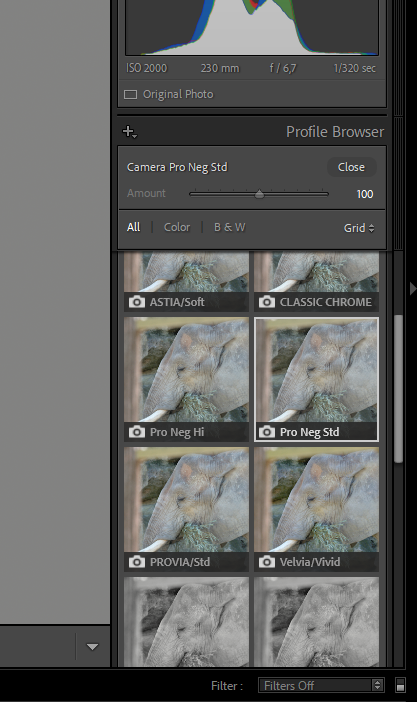 ISO 2000 230 mm f / 6,7 1/320 sec
Original Photo
Profile Browser
Camera Pro Neg Std Close
Amount 100
All Color B & W Grid
ASTIA/Soft CLASSIC CHROME
Pro Neg Hi Pro Neg Std
PROVIA/Std Velvia/Vivid
Filter : Filters Off